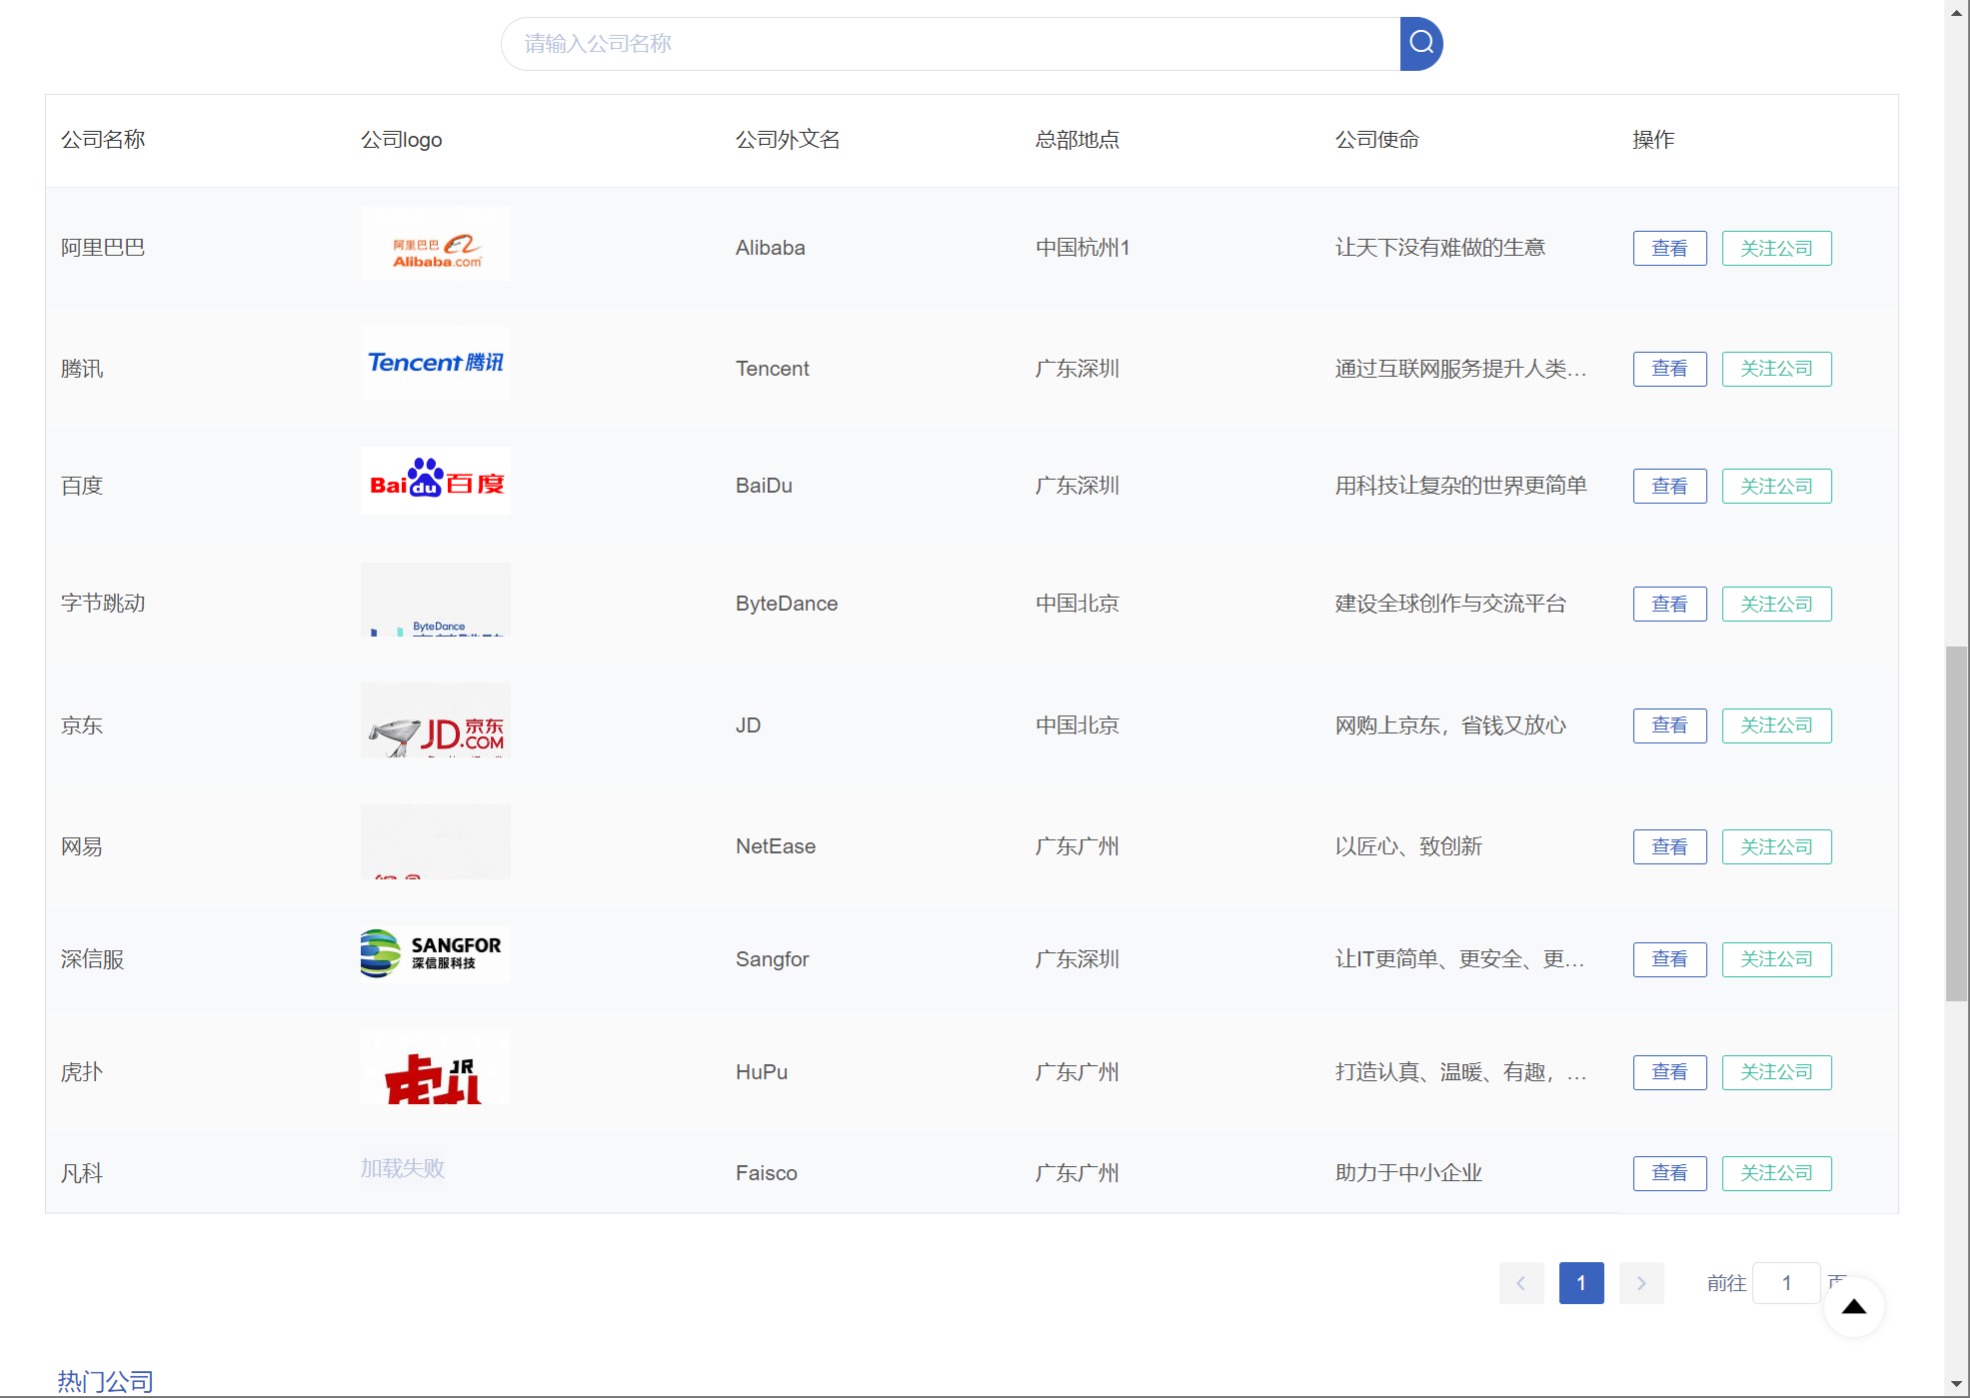 请输入公司名称
公司名称 公司logo 公司外文名 总部地点 公司使命 操作
阿里巴巴 阿里巴巴 Alibaba.com Alibaba 中国杭州1 让天下没有难做的生意 查看 关注公司
腾讯 Tencent 腾讯 Tencent 广东深圳 通过互联网服务提升人类... 查看 关注公司
百度 Bai du 百度 BaiDu 广东深圳 用科技让复杂的世界更简单 查看 关注公司
字节跳动 ByteDance ByteDance 中国北京 建设全球创作与交流平台 查看 关注公司
京东 JD.COM 京东 JD 中国北京 网购上京东，省钱又放心 查看 关注公司
网易 NetEase 广东广州 以匠心、致创新 查看 关注公司
深信服 SANGFOR 深信服科技 Sangfor 广东深圳 让IT更简单、更安全、更... 查看 关注公司
虎扑 虎扑 JR HuPu 广东广州 打造认真、温暖、有趣，... 查看 关注公司
凡科 加载失败 Faisco 广东广州 助力于中小企业 查看 关注公司
1 前往 1 页
热门公司